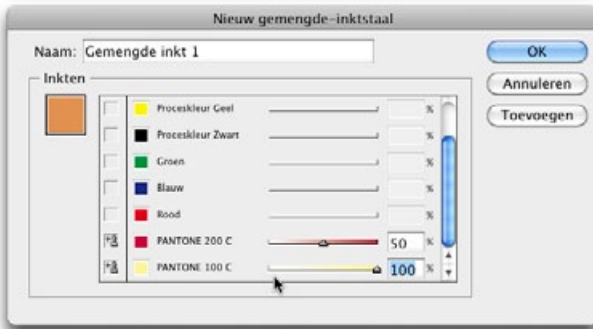 Nieuw gemengde-inktstaal
Naam: Gemengde inkt 1
OK
Annuleren
Toevoegen
Inkten
Proceskleur Geel %
Proceskleur Zwart %
Groen %
Blauw %
Rood %
PANTONE 200 C 50 %
PANTONE 100 C 100 %